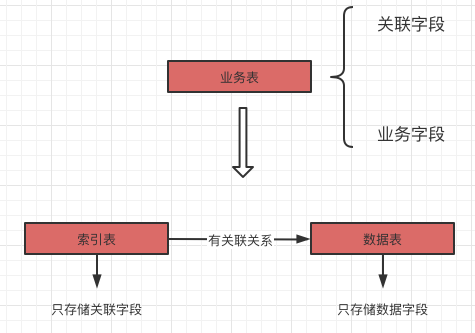 关联字段
业务表
业务字段
索引表
有关联关系
数据表
只存储关联字段
只存储数据字段